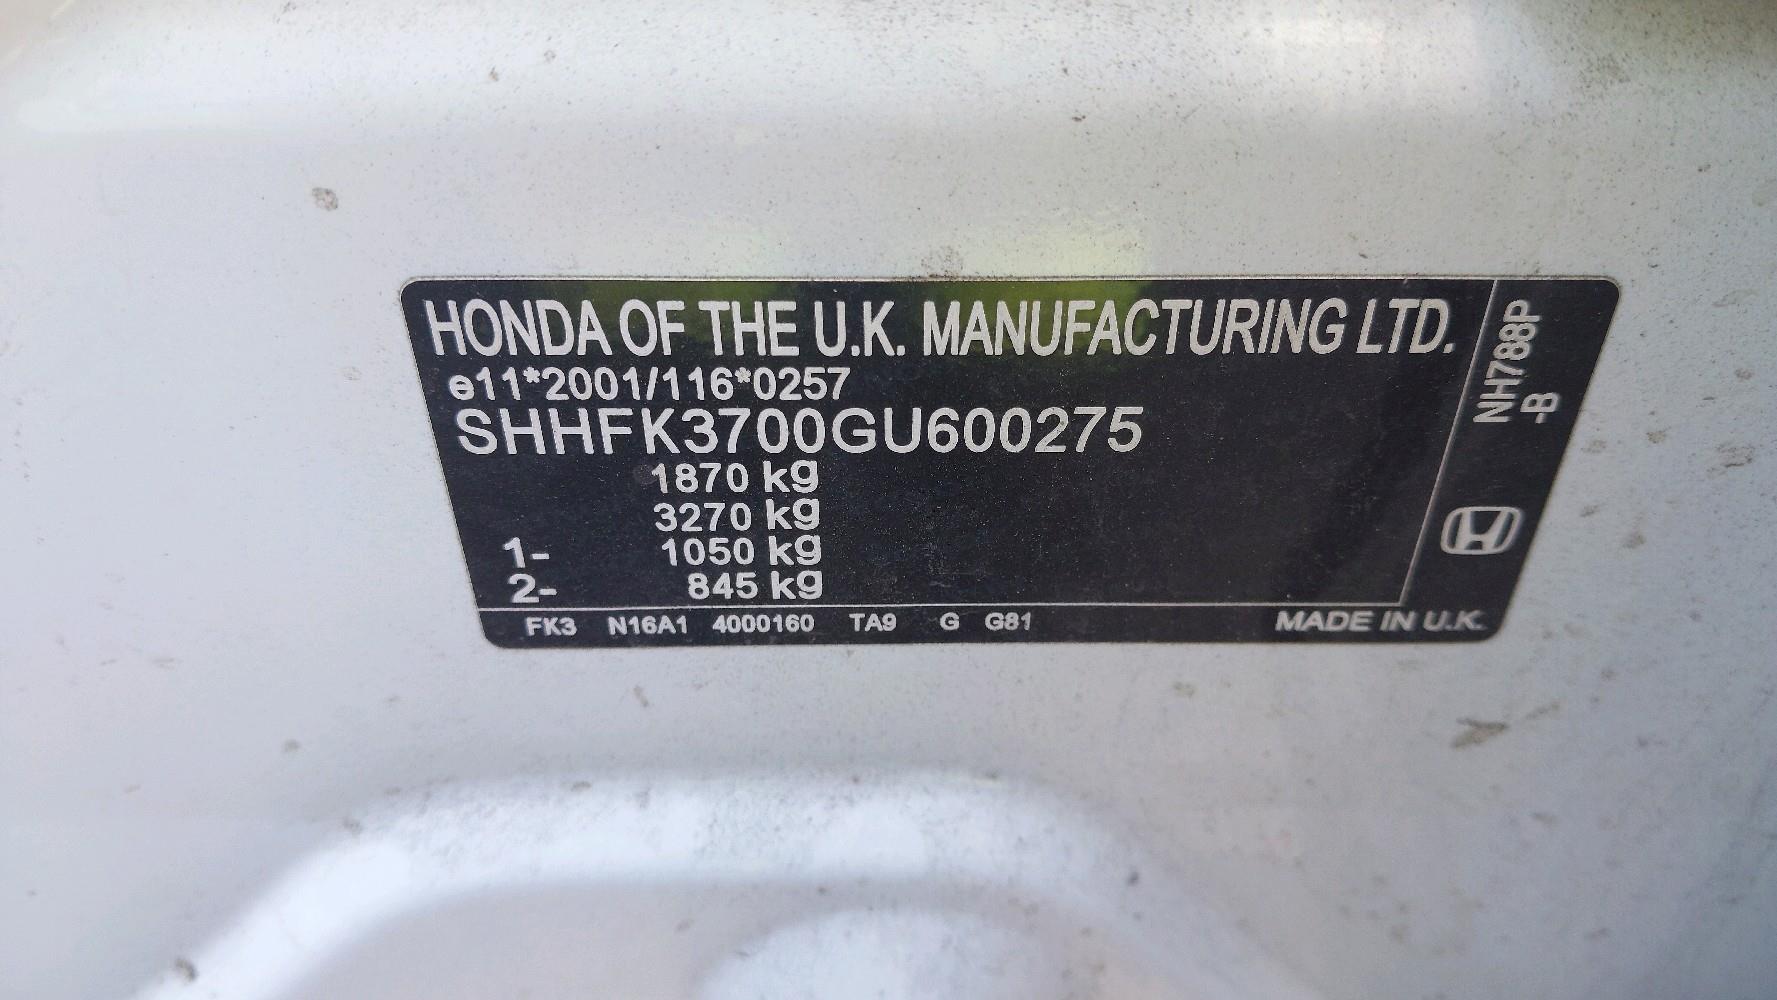 HONDA OF THE U.K. MANUFACTURING LTD.
e11*2001/116*0257
SHHFK3700GU600275
1870 kg
3270 kg
1- 1050 kg
2- 845 kg
FK3 N16A1 4000160 TA9 G G81 MADE IN U.K.
NH788P
-B